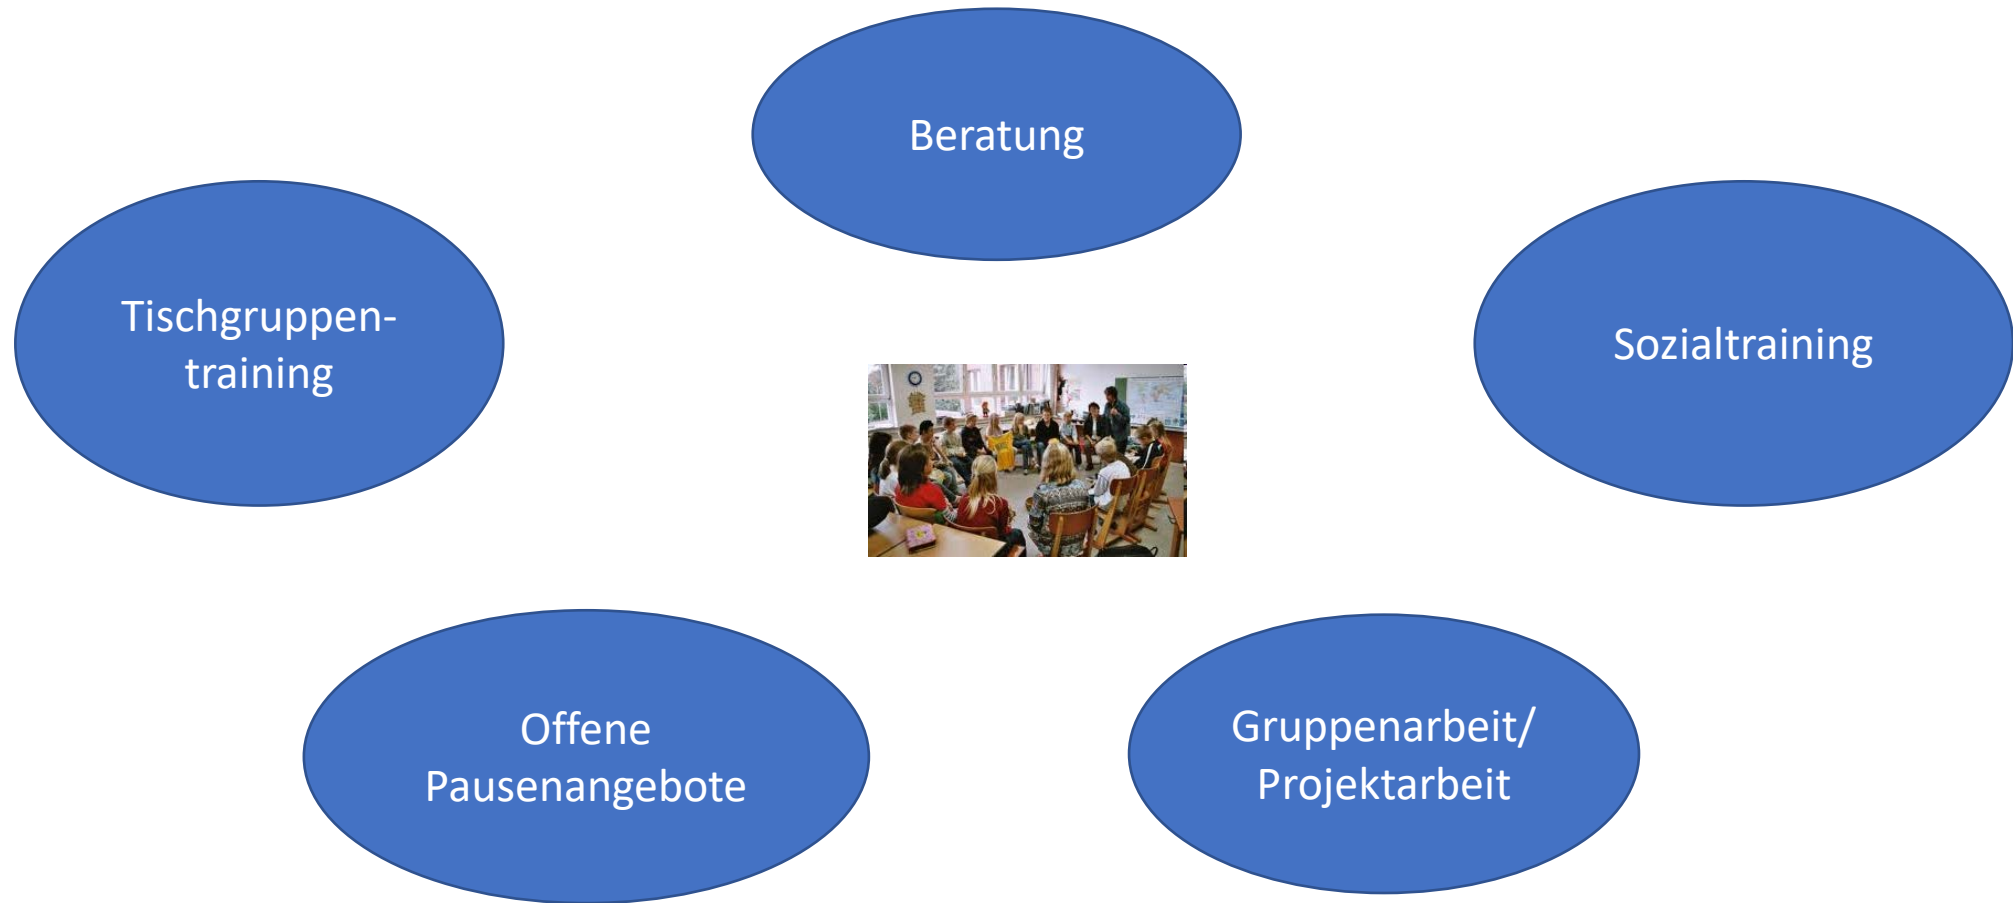 Beratung
Tischgruppen-
training
Sozialtraining
Offene
Pausenangebote
Gruppenarbeit/
Projektarbeit